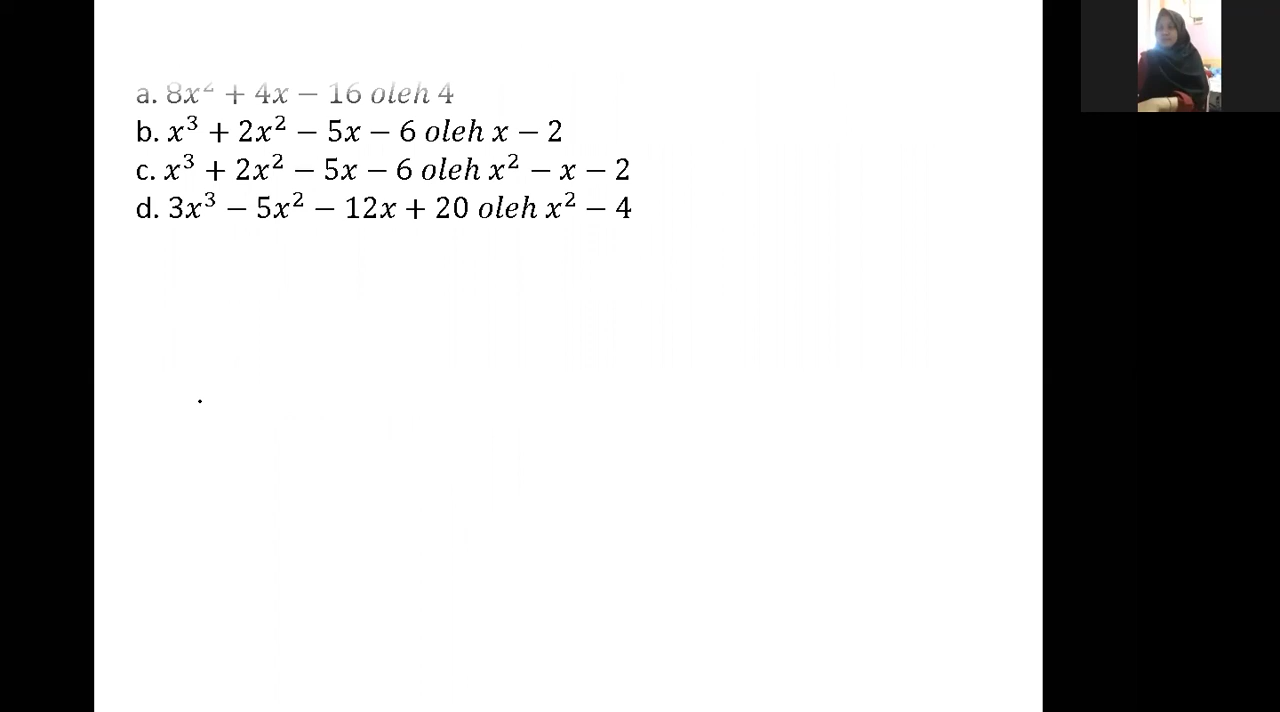 a. 8x² + 4x − 16 oleh 4
b. x³ + 2x² − 5x − 6 oleh x − 2
c. x³ + 2x² − 5x − 6 oleh x² − x − 2
d. 3x³ − 5x² − 12x + 20 oleh x² − 4